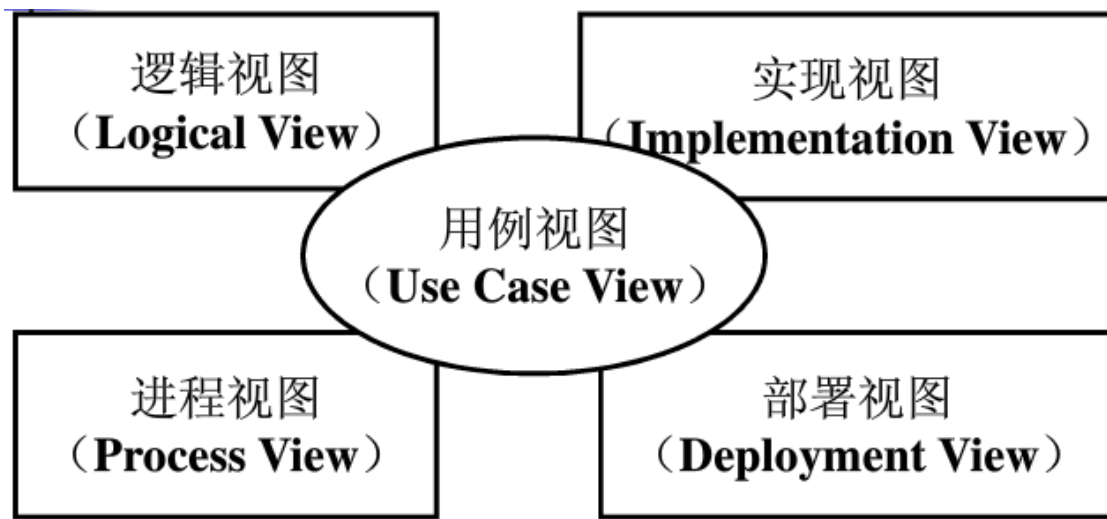 逻辑视图
（Logical View）
实现视图
（Implementation View）
用例视图
（Use Case View）
进程视图
（Process View）
部署视图
（Deployment View）